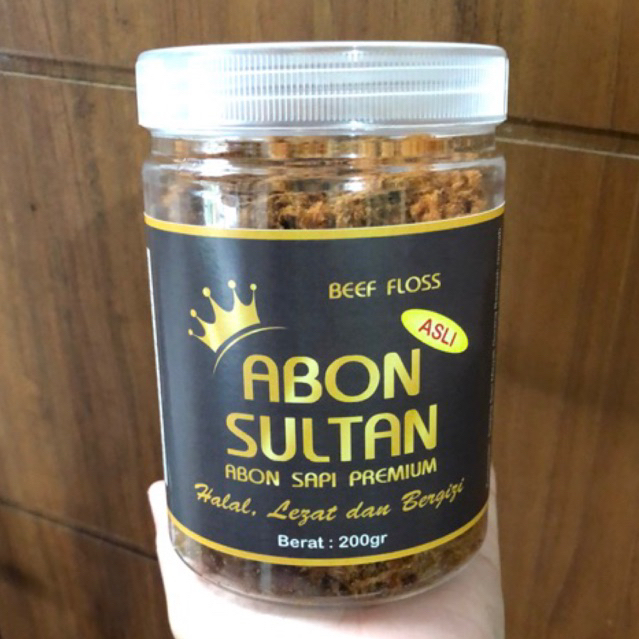 BEEF FLOSS
ASLI
ABON
SULTAN
ABON SAPI PREMIUM
Halal, Lezat dan Bergizi
Berat : 200gr